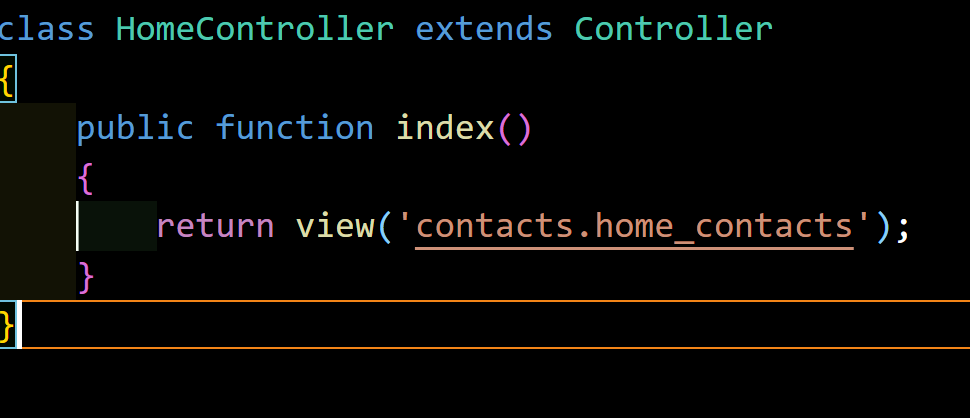 class HomeController extends Controller
{
    public function index()
    {
        return view('contacts.home_contacts');
    }
}